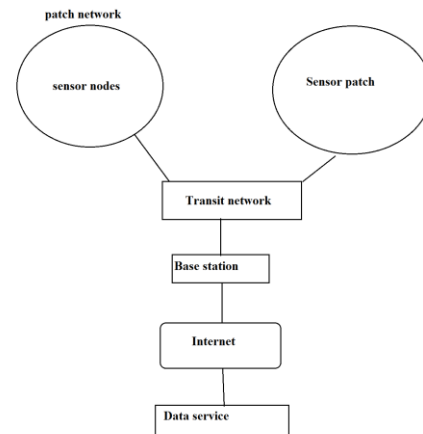 patch network
sensor nodes
Sensor patch
Transit network
Base station
Internet
Data service